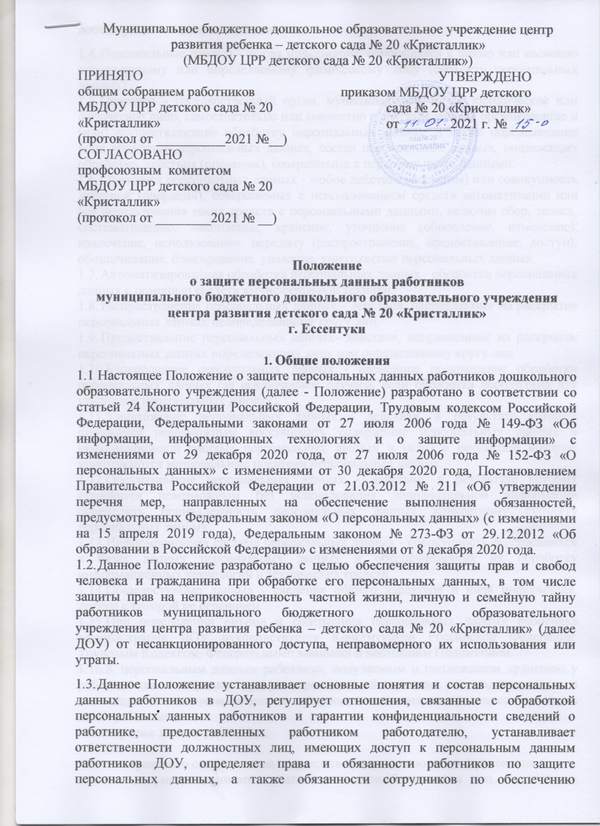 Муниципальное бюджетное дошкольное образовательное учреждение центр
развития ребенка – детского сада № 20 «Кристаллик»
(МБДОУ ЦРР детского сада № 20 «Кристаллик»)
ПРИНЯТО УТВЕРЖДЕНО
общим собранием работников приказом МБДОУ ЦРР детского
МБДОУ ЦРР детского сада № 20 сада № 20 «Кристаллик»
«Кристаллик» от 11.01 2021 г. № 15-о
(протокол от ___________2021 №__)
СОГЛАСОВАНО
профсоюзным комитетом
МБДОУ ЦРР детского сада № 20
«Кристаллик»
(протокол от _________ 2021 № __)
Положение
о защите персональных данных работников
муниципального бюджетного дошкольного образовательного учреждения
центра развития детского сада № 20 «Кристаллик»
г. Ессентуки
1. Общие положения
1.1 Настоящее Положение о защите персональных данных работников дошкольного
образовательного учреждения (далее - Положение) разработано в соответствии со
статьей 24 Конституции Российской Федерации, Трудовым кодексом Российской
Федерации, Федеральными законами от 27 июля 2006 года № 149-ФЗ «Об
информации, информационных технологиях и о защите информации» с
изменениями от 29 декабря 2020 года, от 27 июля 2006 года № 152-ФЗ «О
персональных данных» с изменениями от 30 декабря 2020 года, Постановлением
Правительства Российской Федерации от 21.03.2012 № 211 «Об утверждении
перечня мер, направленных на обеспечение выполнения обязанностей,
предусмотренных Федеральным законом «О персональных данных» (с изменениями
на 15 апреля 2019 года), Федеральным законом № 273-ФЗ от 29.12.2012 «Об
образовании в Российской Федерации» с изменениями от 8 декабря 2020 года.
1.2. Данное Положение разработано с целью обеспечения защиты прав и свобод
человека и гражданина при обработке его персональных данных, в том числе
защиты прав на неприкосновенность частной жизни, личную и семейную тайну
работников муниципального бюджетного дошкольного образовательного
учреждения центра развития ребенка – детского сада № 20 «Кристаллик» (далее
ДОУ) от несанкционированного доступа, неправомерного их использования или
утраты.
1.3. Данное Положение устанавливает основные понятия и состав персональных
данных работников в ДОУ, регулирует отношения, связанные с обработкой
персональных данных работников и гарантии конфиденциальности сведений о
работнике, предоставленных работником работодателю, устанавливает
ответственности должностных лиц, имеющих доступ к персональным данным
работников ДОУ, определяет права и обязанности работников по защите
персональных данных, а также обязанности сотрудников по обеспечению